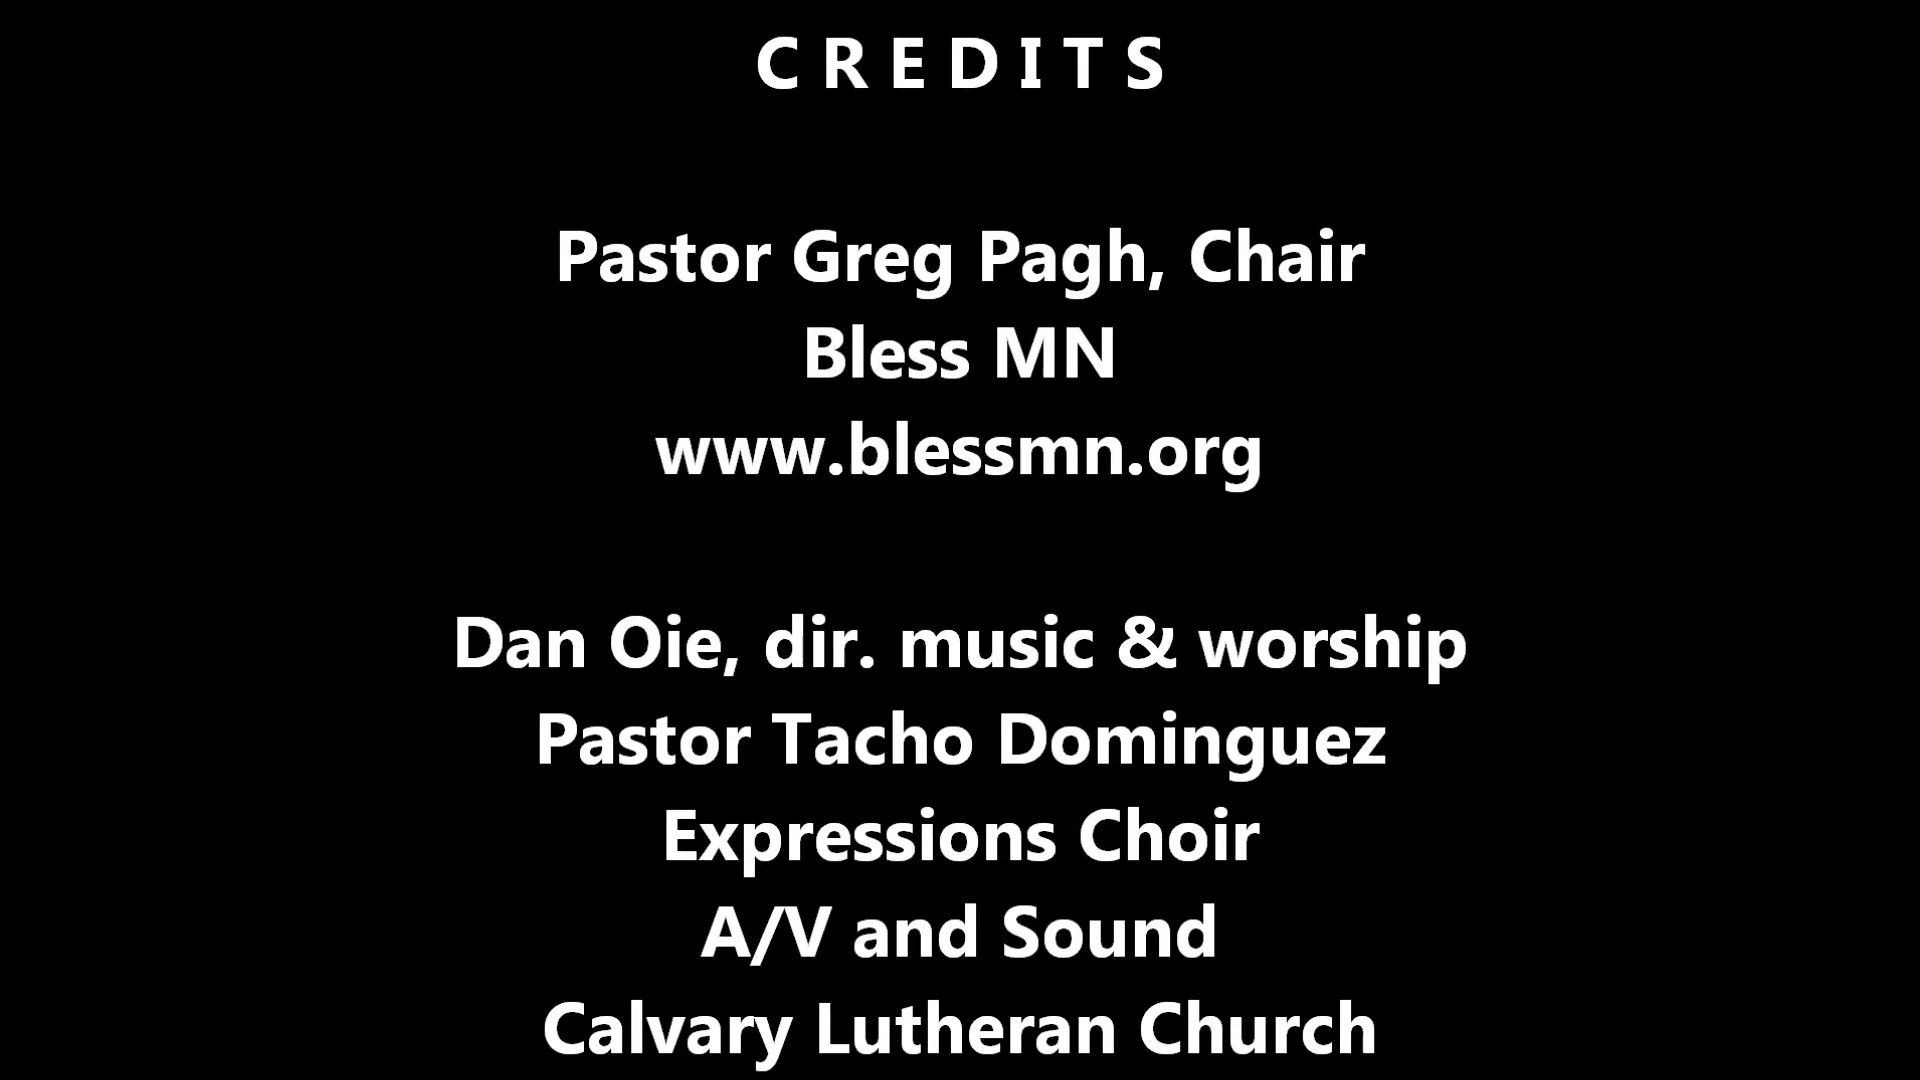 C R E D I T S
Pastor Greg Pagh, Chair
Bless MN
www.blessmn.org
Dan Oie, dir. music & worship
Pastor Tacho Dominguez
Expressions Choir
A/V and Sound
Calvary Lutheran Church